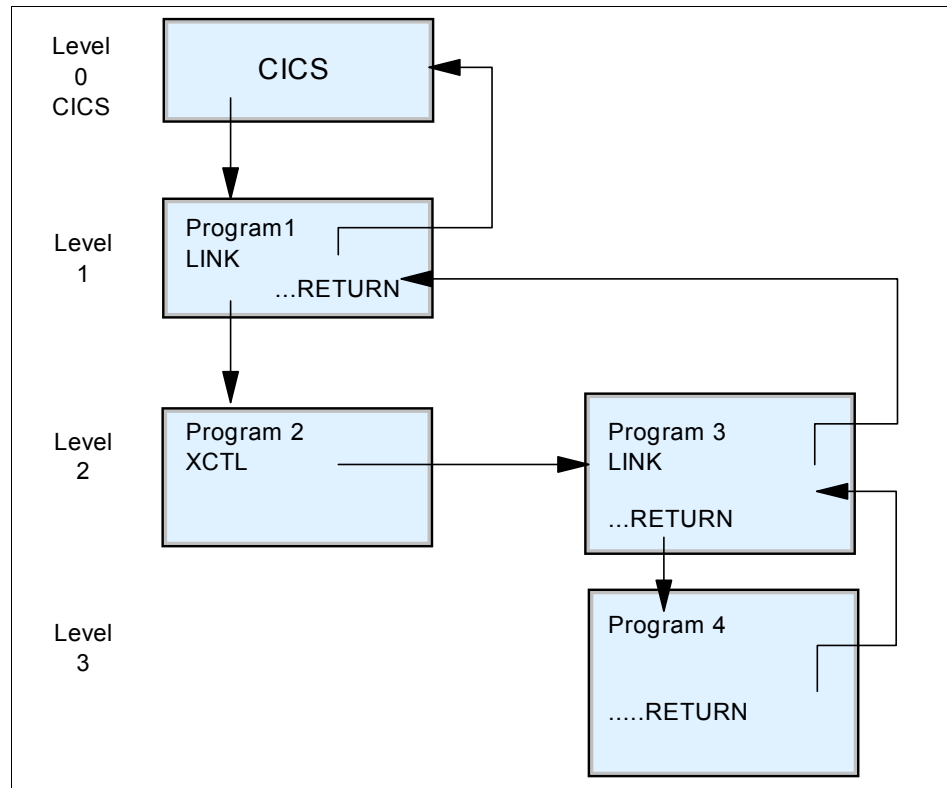 Level
0
CICS
CICS
Level
1
Program1
LINK
...RETURN
Level
2
Program 2
XCTL
Program 3
LINK
...RETURN
Level
3
Program 4
.....RETURN